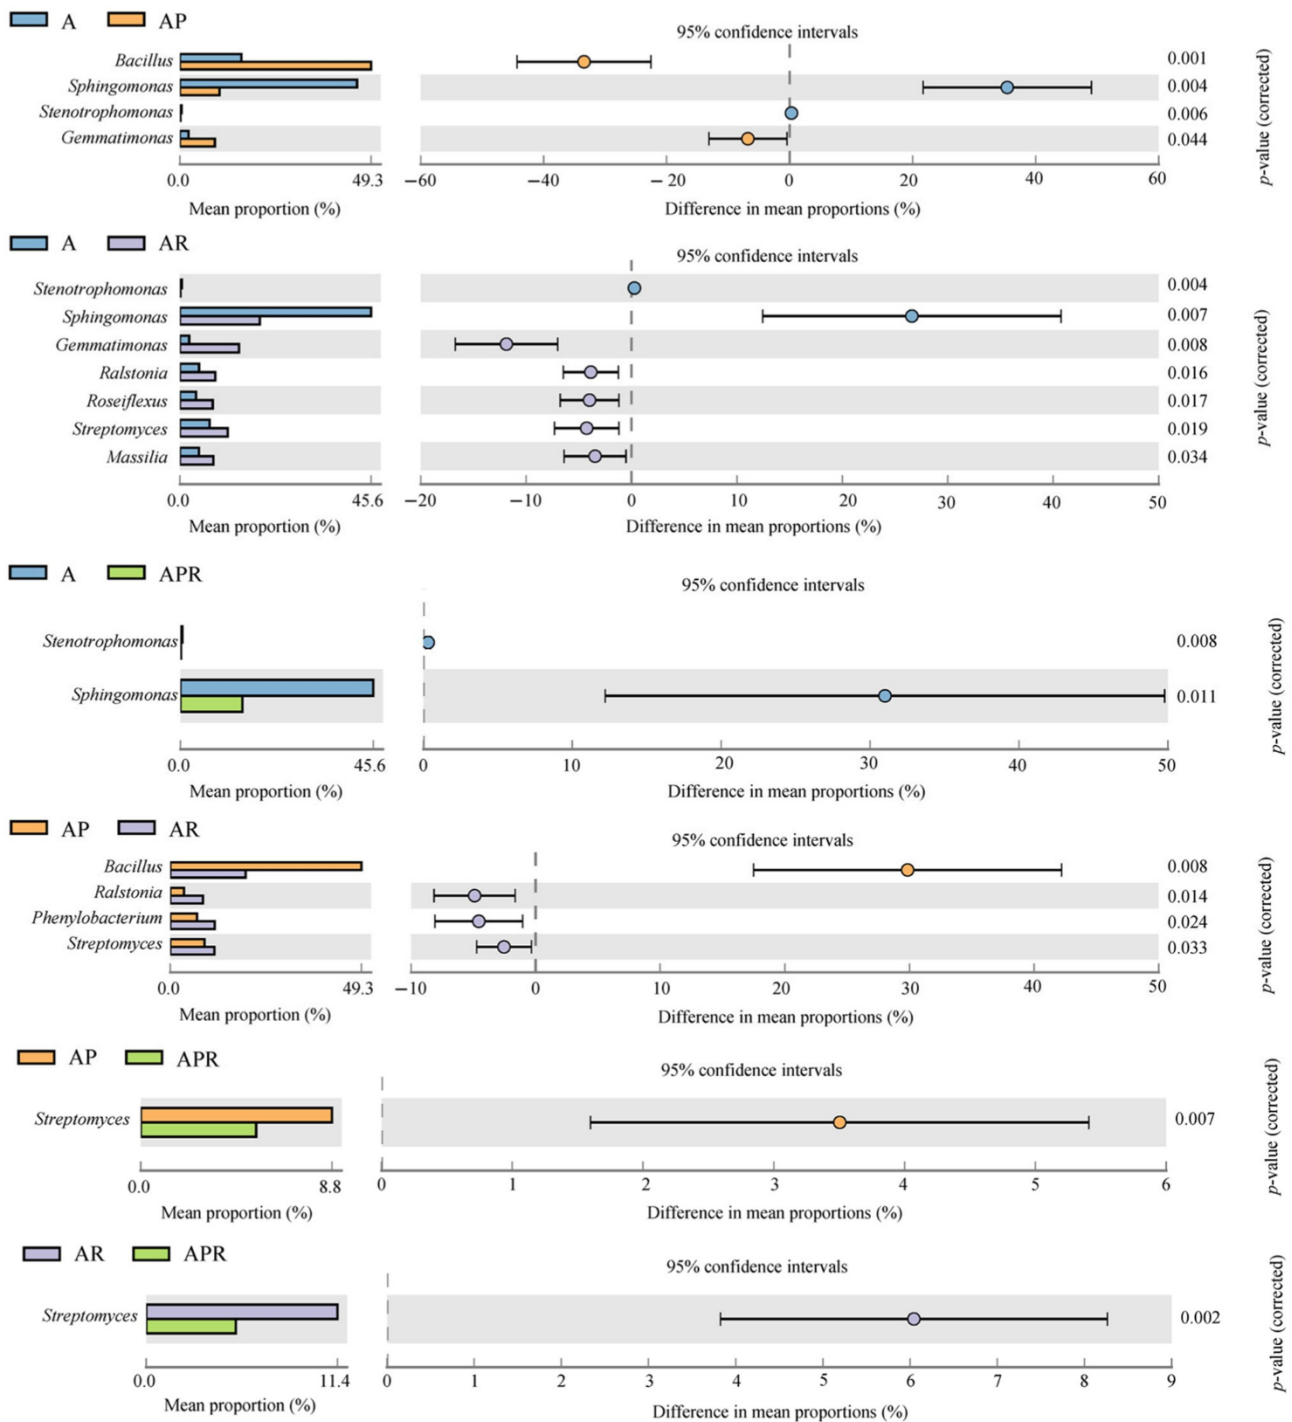 A AP
95% confidence intervals
Bacillus 0.001
Sphingomonas 0.004
Stenotrophomonas 0.006
Gemmatimonas 0.044
p-value (corrected)
0.0 49.3 −60 −40 −20 0 20 40 60
Mean proportion (%) Difference in mean proportions (%)
A AR
95% confidence intervals
Stenotrophomonas 0.004
Sphingomonas 0.007
Gemmatimonas 0.008
Ralstonia 0.016
Roseiflexus 0.017
Streptomyces 0.019
Massilia 0.034
p-value (corrected)
0.0 45.6 −20 −10 0 10 20 30 40 50
Mean proportion (%) Difference in mean proportions (%)
A APR
95% confidence intervals
Stenotrophomonas 0.008
Sphingomonas 0.011
p-value (corrected)
0.0 45.6 0 10 20 30 40 50
Mean proportion (%) Difference in mean proportions (%)
AP AR
95% confidence intervals
Bacillus 0.008
Ralstonia 0.014
Phenylobacterium 0.024
Streptomyces 0.033
p-value (corrected)
0.0 49.3 −10 0 10 20 30 40 50
Mean proportion (%) Difference in mean proportions (%)
AP APR
95% confidence intervals
Streptomyces 0.007
p-value (corrected)
0.0 8.8 0 1 2 3 4 5 6
Mean proportion (%) Difference in mean proportions (%)
AR APR
95% confidence intervals
Streptomyces 0.002
p-value (corrected)
0.0 11.4 0 1 2 3 4 5 6 7 8 9
Mean proportion (%) Difference in mean proportions (%)